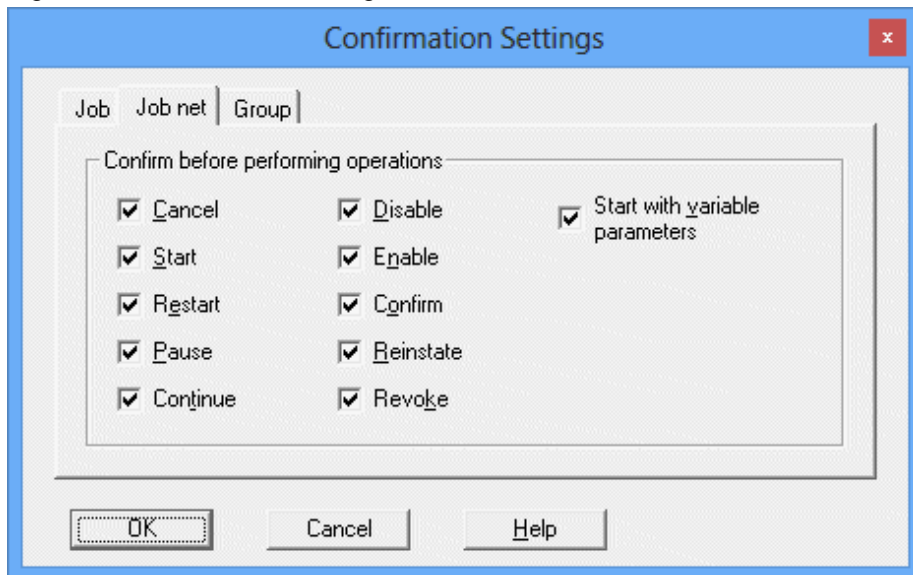 Confirmation Settings
x
Job Job net Group
Confirm before performing operations
Cancel
Start
Restart
Pause
Continue
Disable
Enable
Confirm
Reinstate
Revoke
Start with variable
parameters
OK Cancel Help